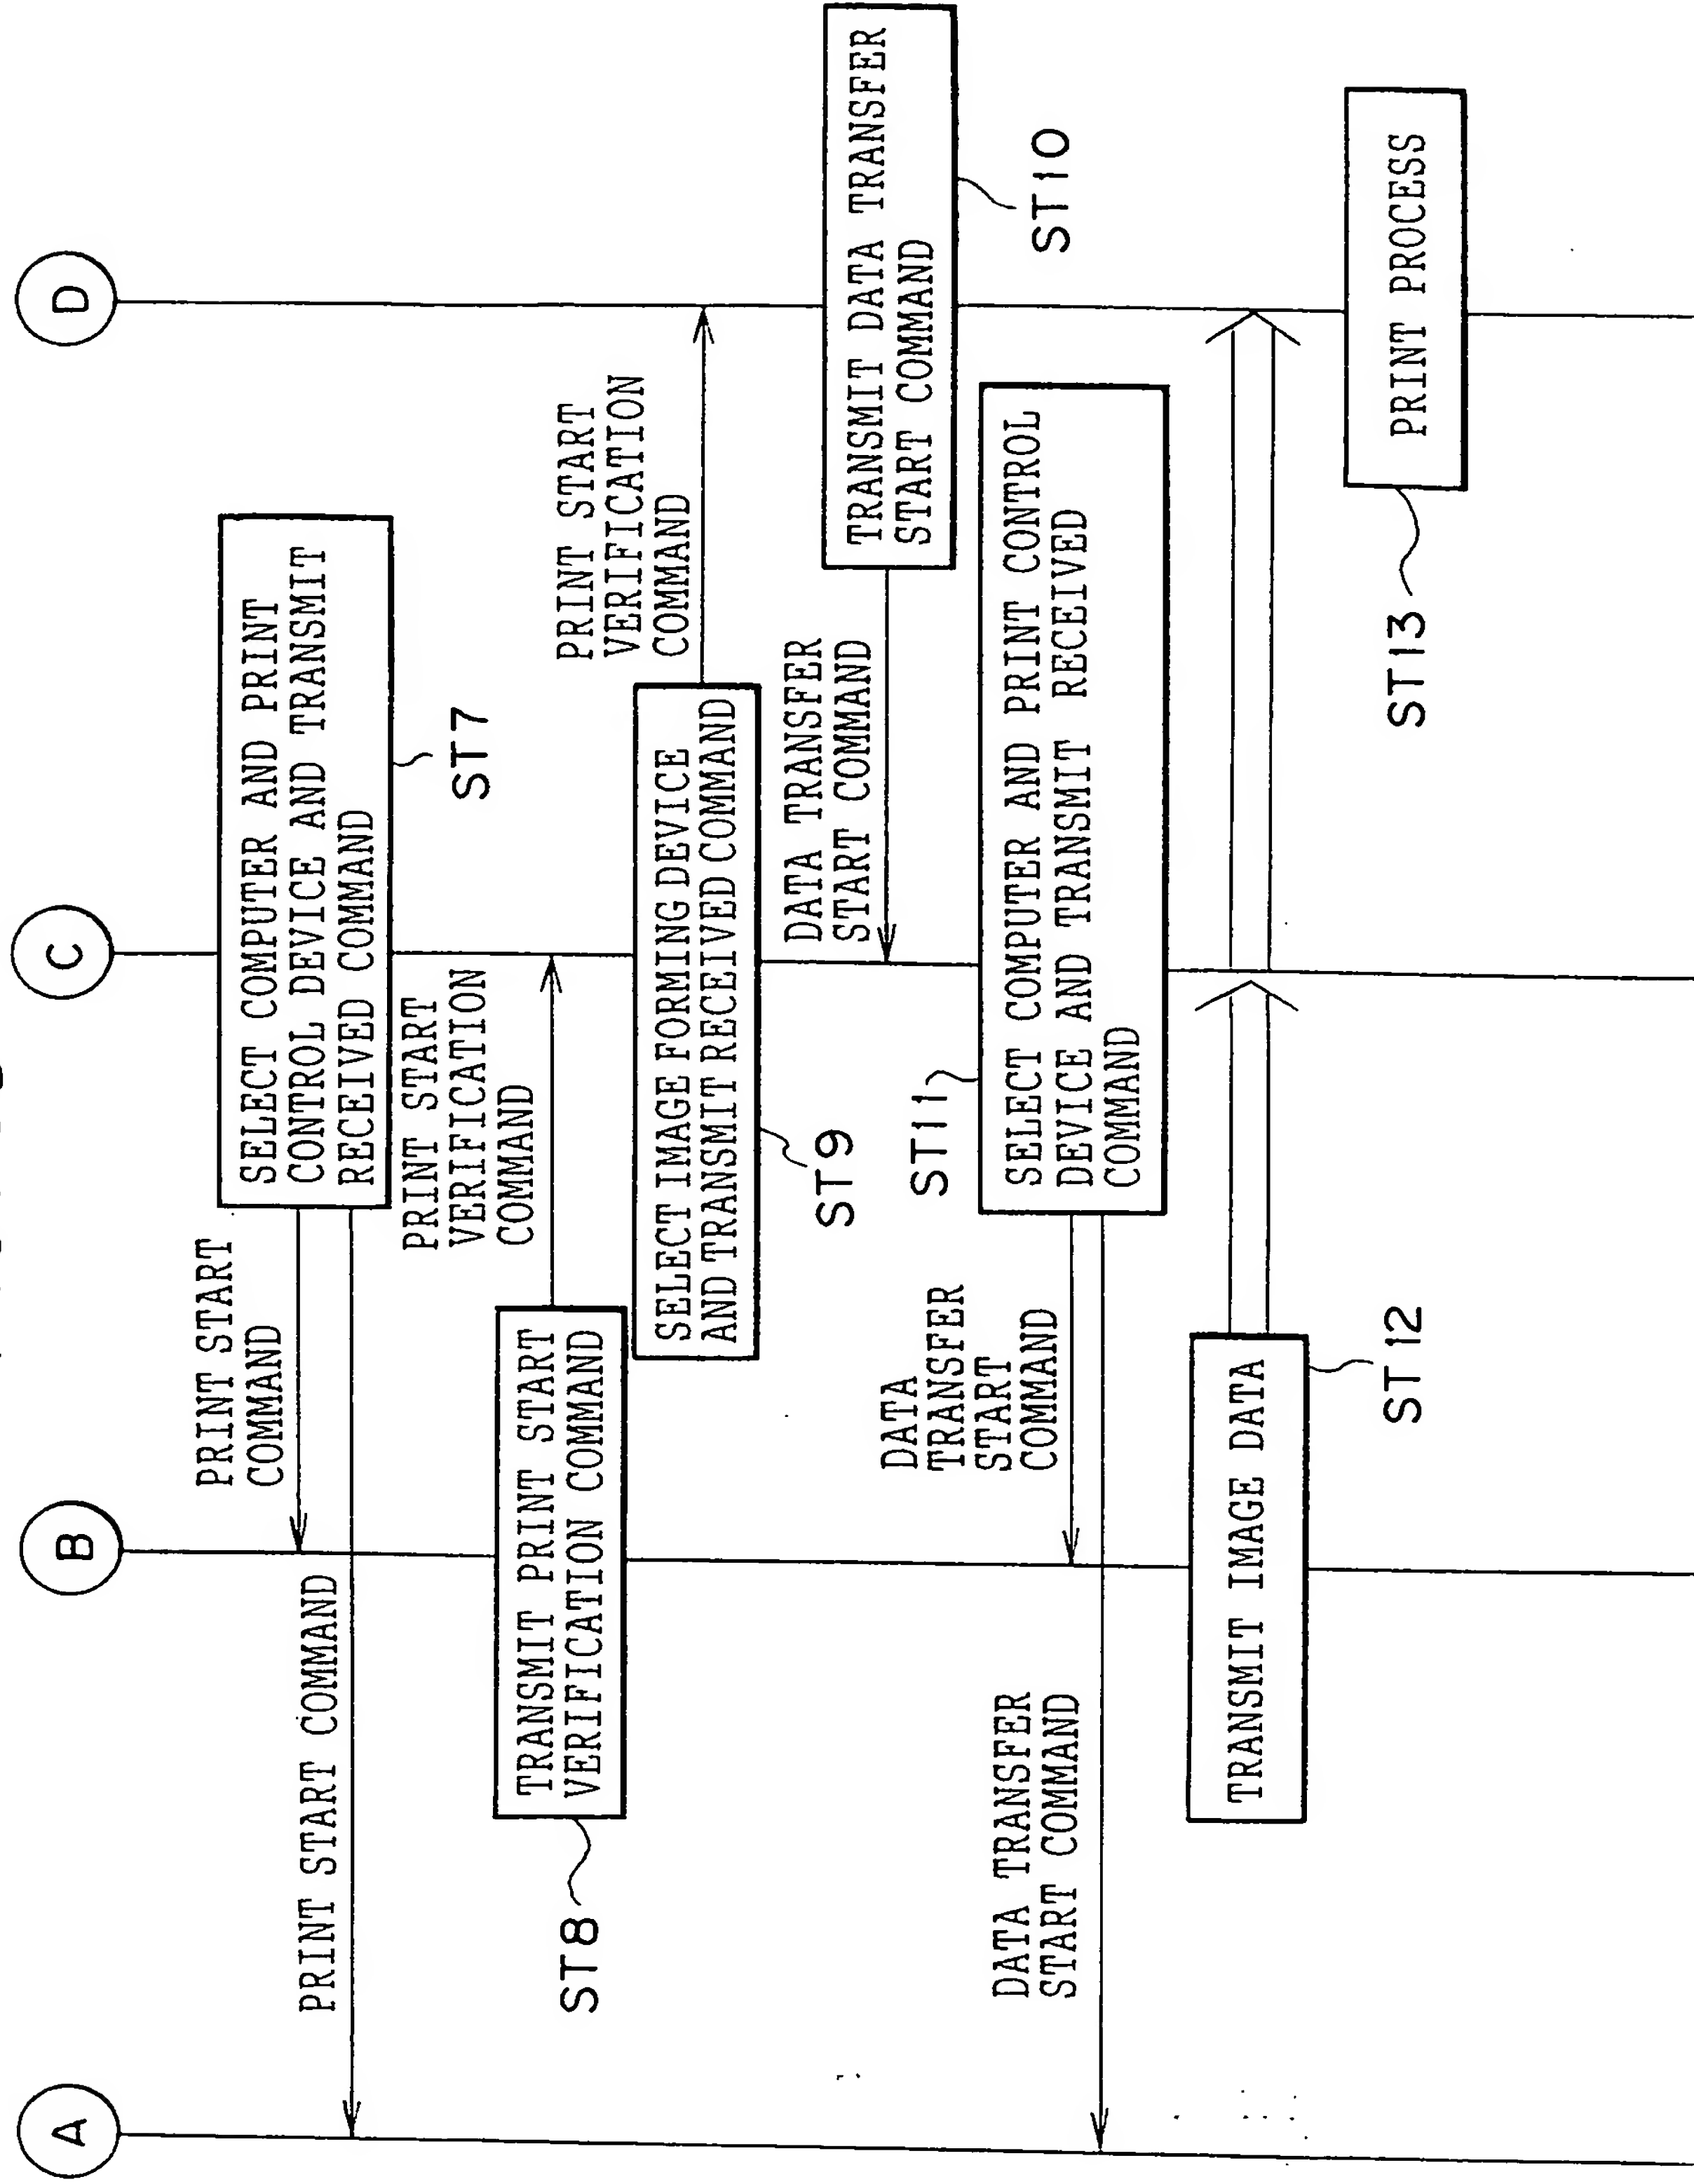 A
B
C
D
SELECT COMPUTER AND PRINT
CONTROL DEVICE AND TRANSMIT
RECEIVED COMMAND
ST7
PRINT START
COMMAND
PRINT START COMMAND
PRINT START
VERIFICATION
COMMAND
TRANSMIT PRINT START
VERIFICATION COMMAND
ST8
PRINT START
VERIFICATION
COMMAND
SELECT IMAGE FORMING DEVICE
AND TRANSMIT RECEIVED COMMAND
ST9
TRANSMIT DATA TRANSFER
START COMMAND
ST10
DATA TRANSFER
START COMMAND
SELECT COMPUTER AND PRINT CONTROL
DEVICE AND TRANSMIT RECEIVED
COMMAND
ST11
DATA
TRANSFER
START
COMMAND
DATA TRANSFER
START COMMAND
TRANSMIT IMAGE DATA
ST12
PRINT PROCESS
ST13